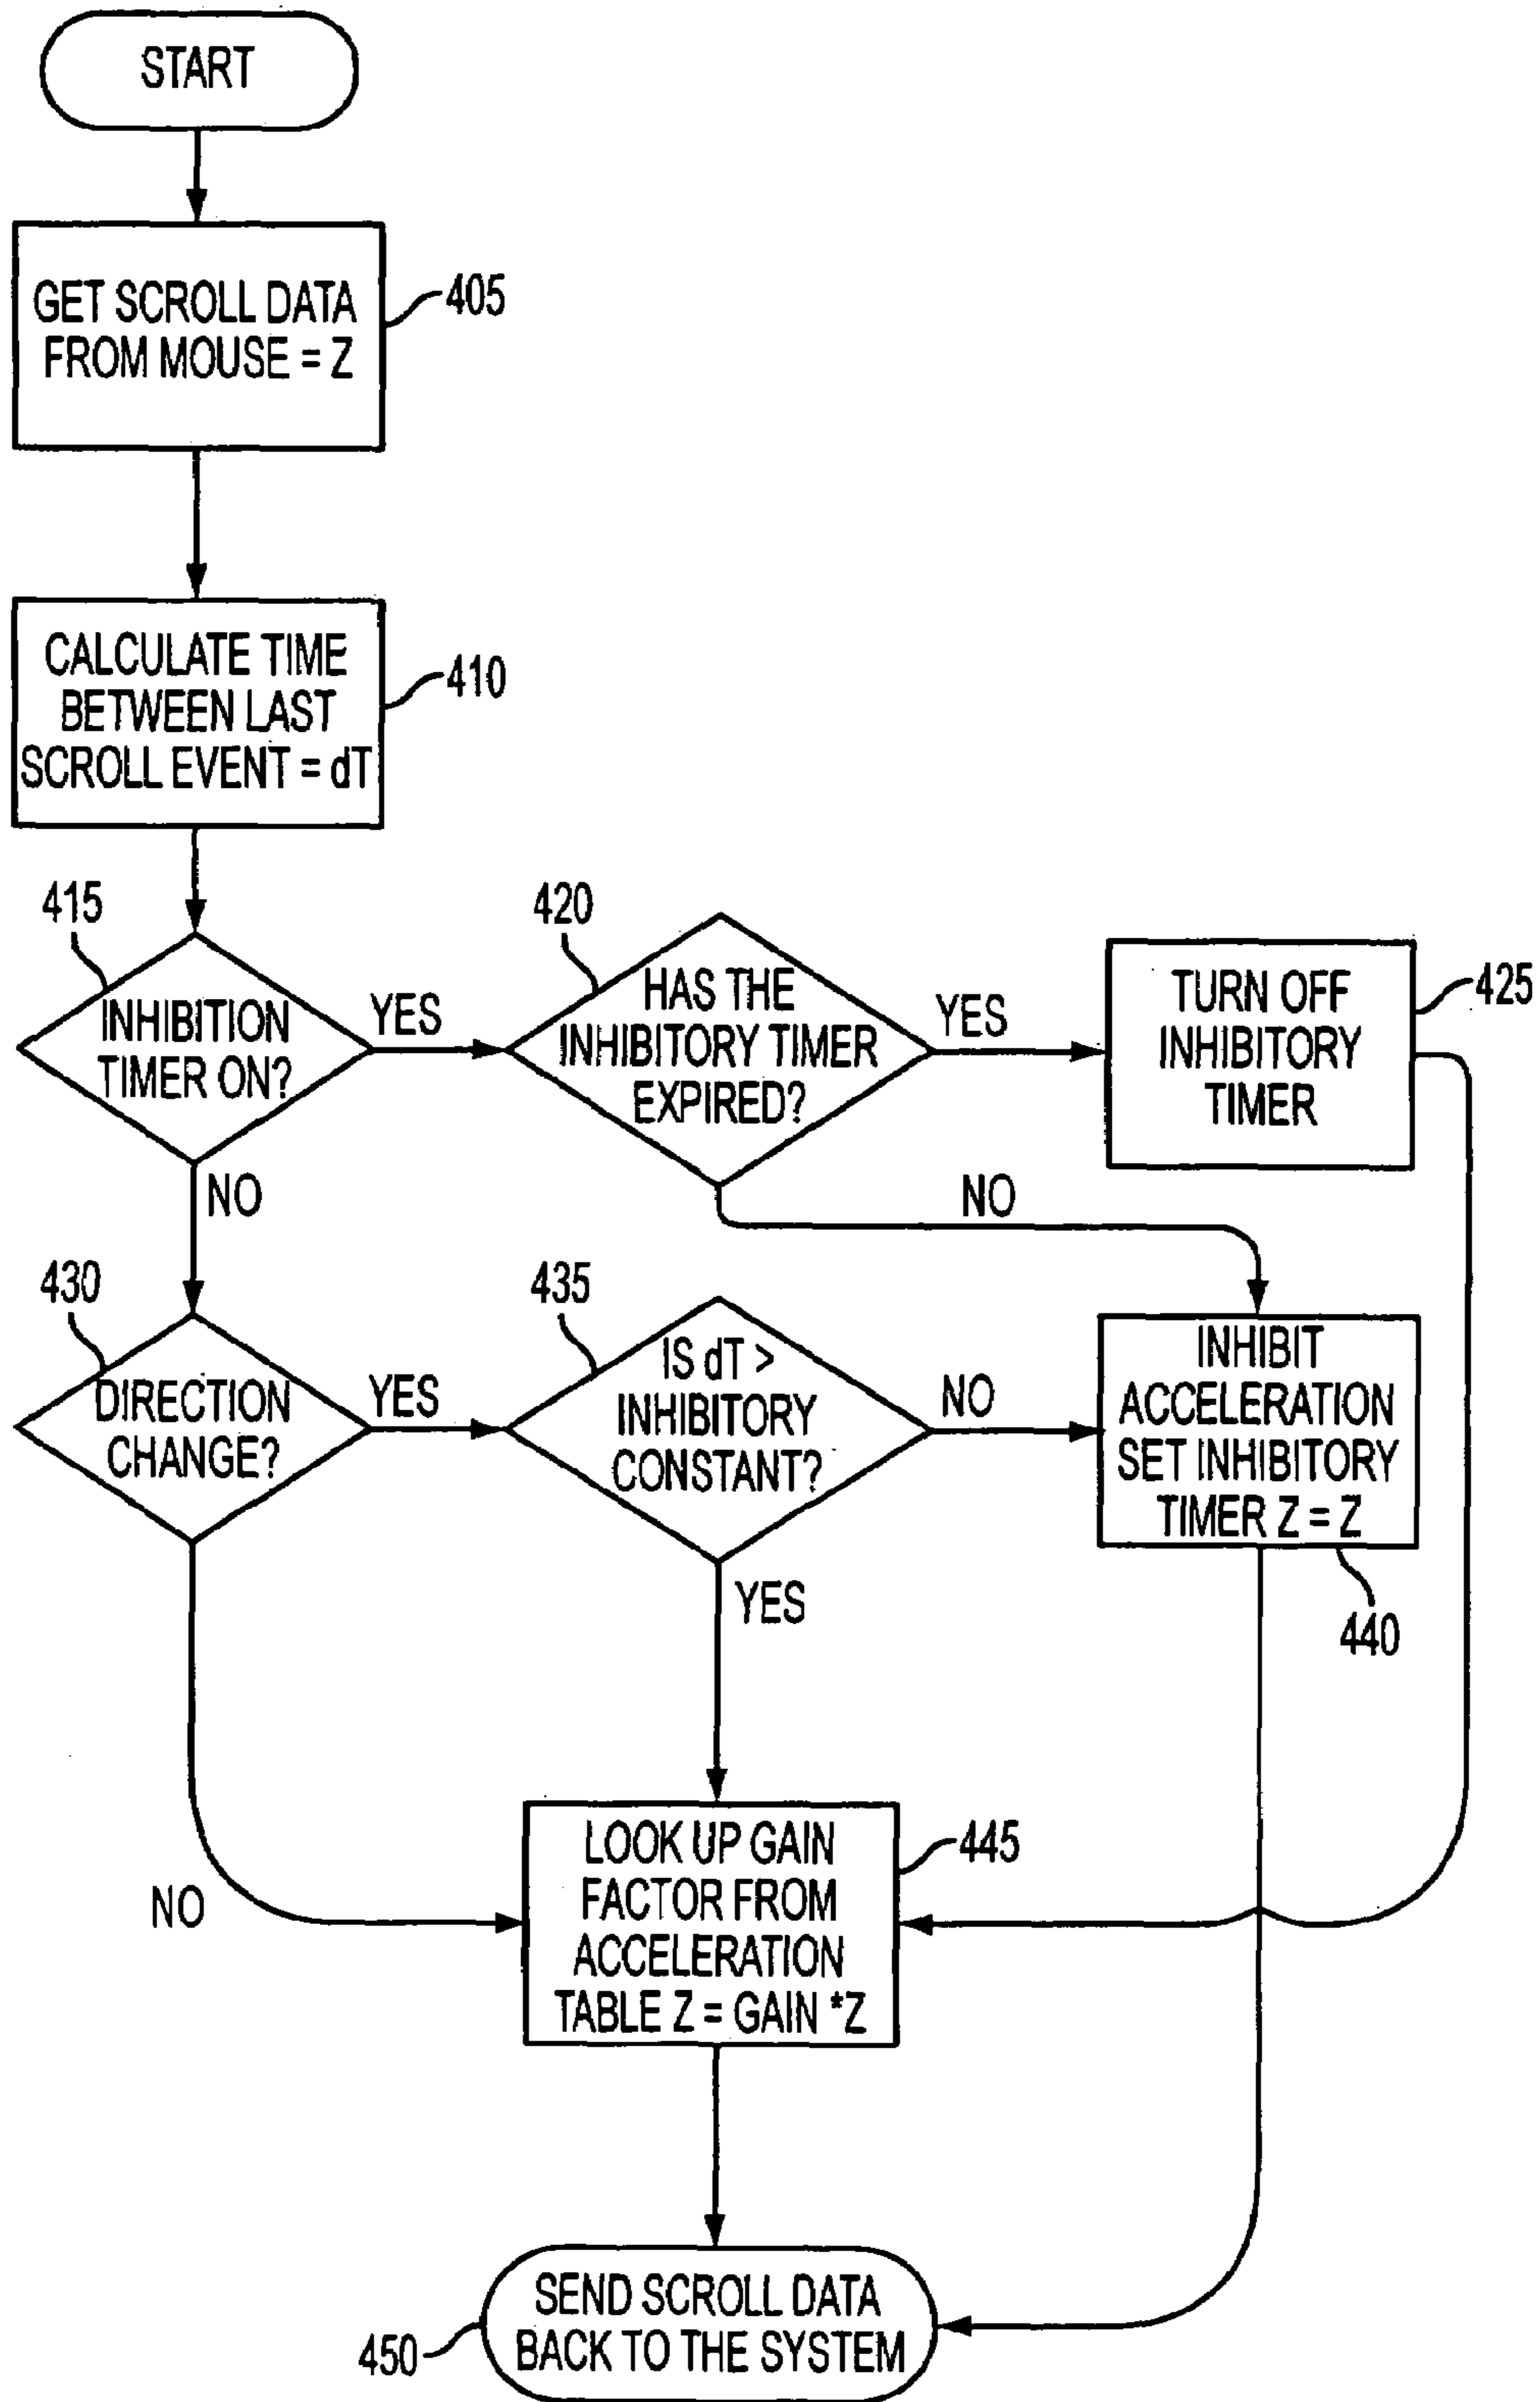 START
GET SCROLL DATA
FROM MOUSE = Z
405
CALCULATE TIME
BETWEEN LAST
SCROLL EVENT = dT
410
415
INHIBITION
TIMER ON?
YES
NO
420
HAS THE
INHIBITORY TIMER
EXPIRED?
YES
NO
TURN OFF
INHIBITORY
TIMER
425
430
DIRECTION
CHANGE?
YES
NO
435
IS dT >
INHIBITORY
CONSTANT?
NO
YES
INHIBIT
ACCELERATION
SET INHIBITORY
TIMER Z = Z
440
LOOK UP GAIN
FACTOR FROM
ACCELERATION
TABLE Z = GAIN *Z
445
SEND SCROLL DATA
BACK TO THE SYSTEM
450